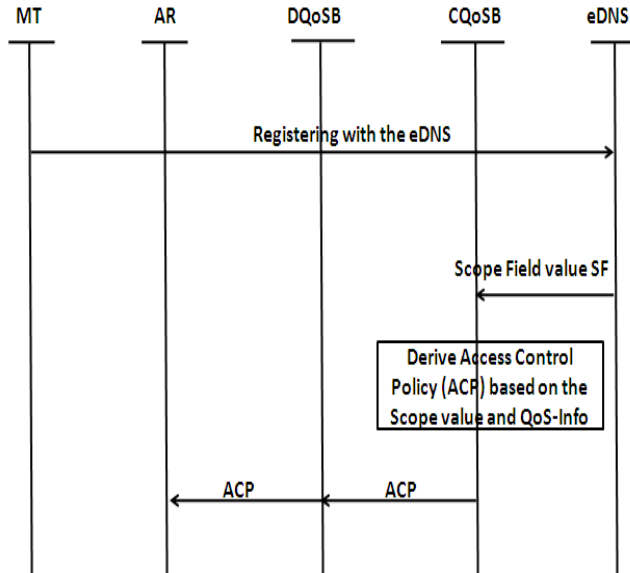 MT AR DQoSB CQoSB eDNS
Registering with the eDNS
Scope Field value SF
Derive Access Control
Policy (ACP) based on the
Scope value and QoS-Info
ACP ACP